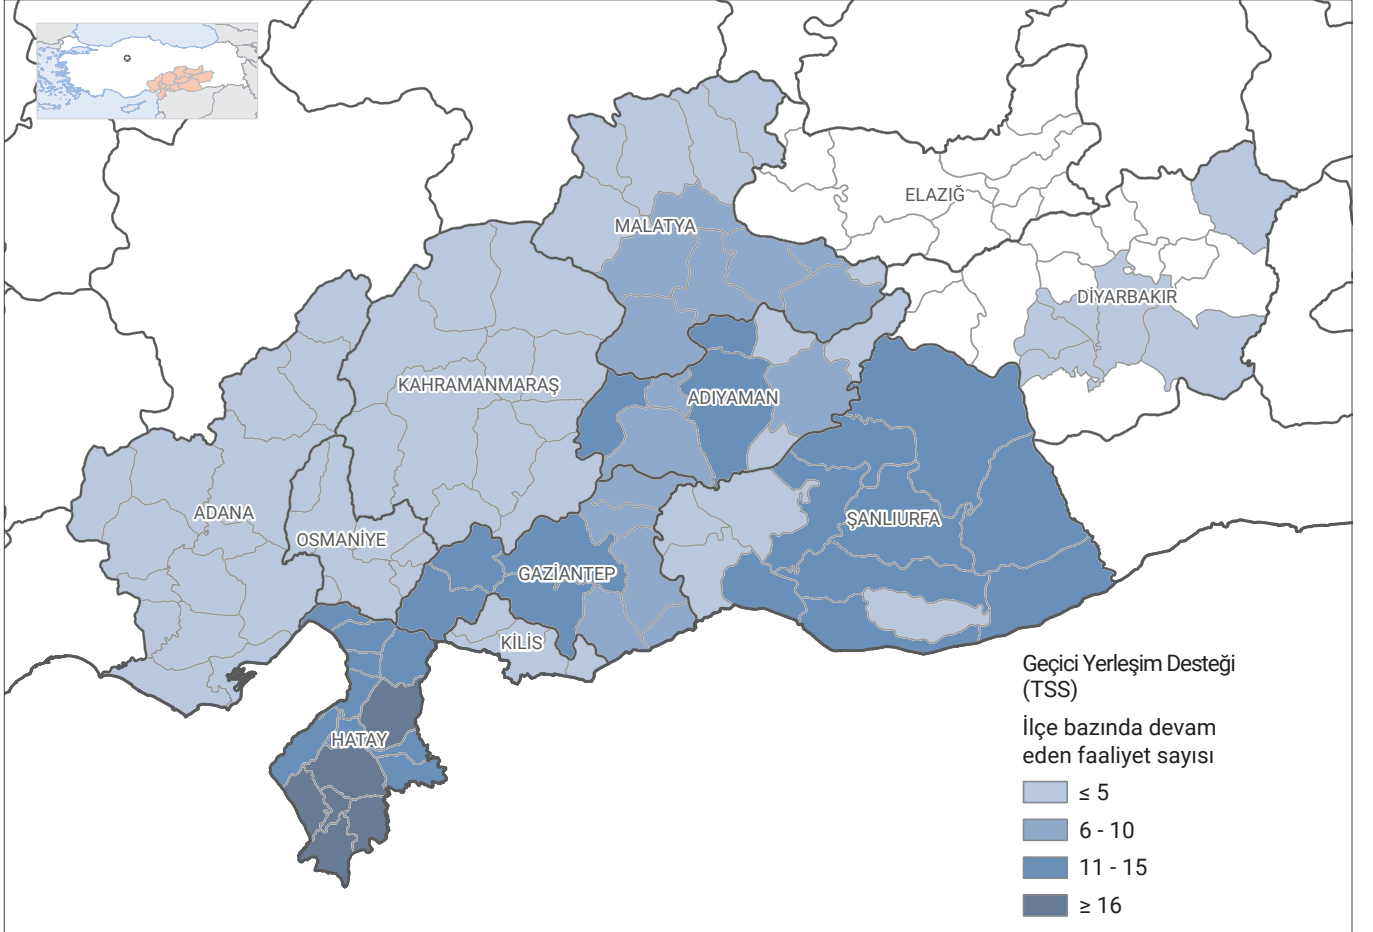 ELAZIĞ
MALATYA
DİYARBAKIR
KAHRAMANMARAŞ
ADIYAMAN
ADANA
ŞANLIURFA
OSMANİYE
GAZİANTEP
KİLİS
HATAY
Geçici Yerleşim Desteği
(TSS)
İlçe bazında devam
eden faaliyet sayısı
≤ 5
6 - 10
11 - 15
≥ 16